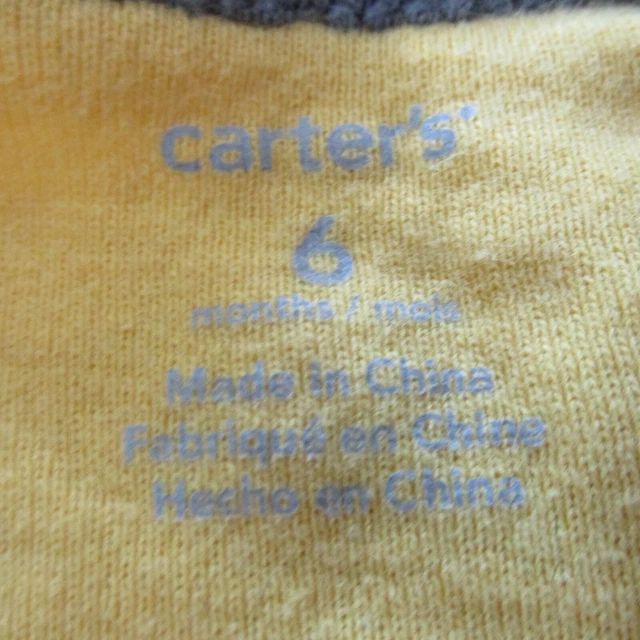 carter's
6
months / mois
Made in China
Fabriqué en Chine
Hecho en China